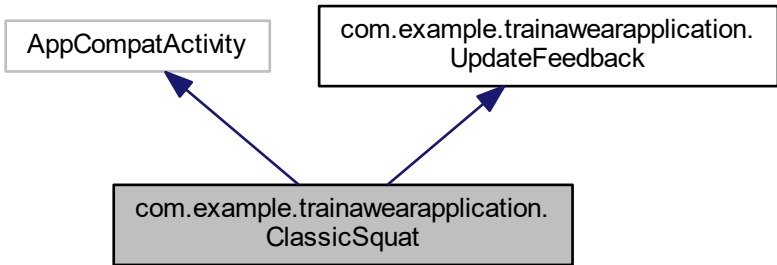 AppCompatActivity
com.example.trainawearapplication.
UpdateFeedback
com.example.trainawearapplication.
ClassicSquat